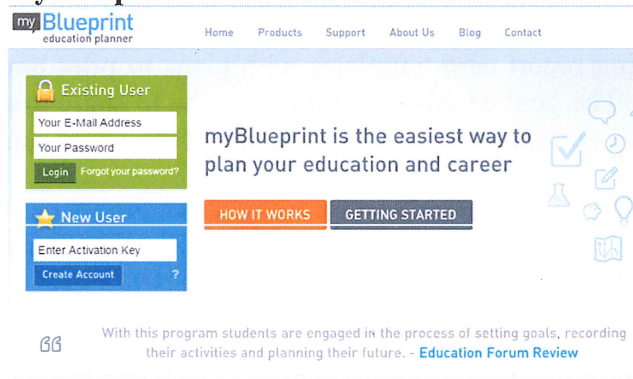 my Blueprint
education planner
Home Products Support About Us Blog Contact
Existing User
Your E-Mail Address
Your Password
Login Forgot your password?
myBlueprint is the easiest way to
plan your education and career
HOW IT WORKS GETTING STARTED
New User
Enter Activation Key
Create Account ?
With this program students are engaged in the process of setting goals, recording
their activities and planning their future. - Education Forum Review